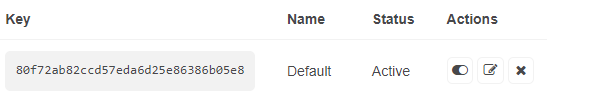 Key Name Status Actions
80f72ab82ccd57eda6d25e86386b05e8 Default Active